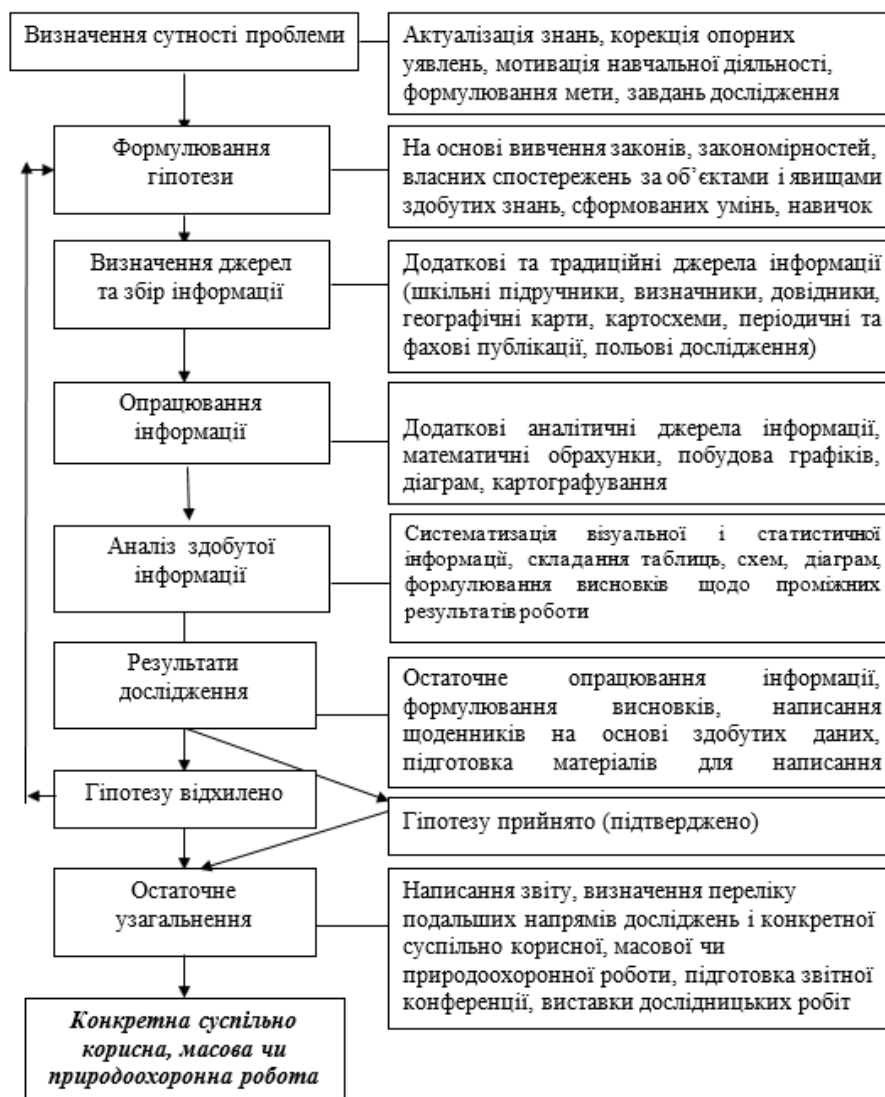 Визначення сутності проблеми
Актуалізація знань, корекція опорних
уявлень, мотивація навчальної діяльності,
формулювання мети, завдань дослідження
Формулювання
гіпотези
На основі вивчення законів, закономірностей,
власних спостережень за об’єктами і явищами
здобутих знань, сформованих умінь, навичок
Визначення джерел
та збір інформації
Додаткові та традиційні джерела інформації
(шкільні підручники, визначники, довідники,
географічні карти, картосхеми, періодичні та
фахові публікації, польові дослідження)
Опрацювання
інформації
Додаткові аналітичні джерела інформації,
математичні обрахунки, побудова графіків,
діаграм, картографування
Аналіз здобутої
інформації
Систематизація візуальної і статистичної
інформації, складання таблиць, схем, діаграм,
формулювання висновків щодо проміжних
результатів роботи
Результати
дослідження
Остаточне опрацювання інформації,
формулювання висновків, написання
щоденників на основі здобутих даних,
підготовка матеріалів для написання
Гіпотезу відхилено
Гіпотезу прийнято (підтверджено)
Остаточне
узагальнення
Написання звіту, визначення переліку
подальших напрямів досліджень і конкретної
суспільно корисної, масової чи
природоохоронної роботи, підготовка звітної
конференції, виставки дослідницьких робіт
Конкретна суспільно
корисна, масова чи
природоохоронна робота